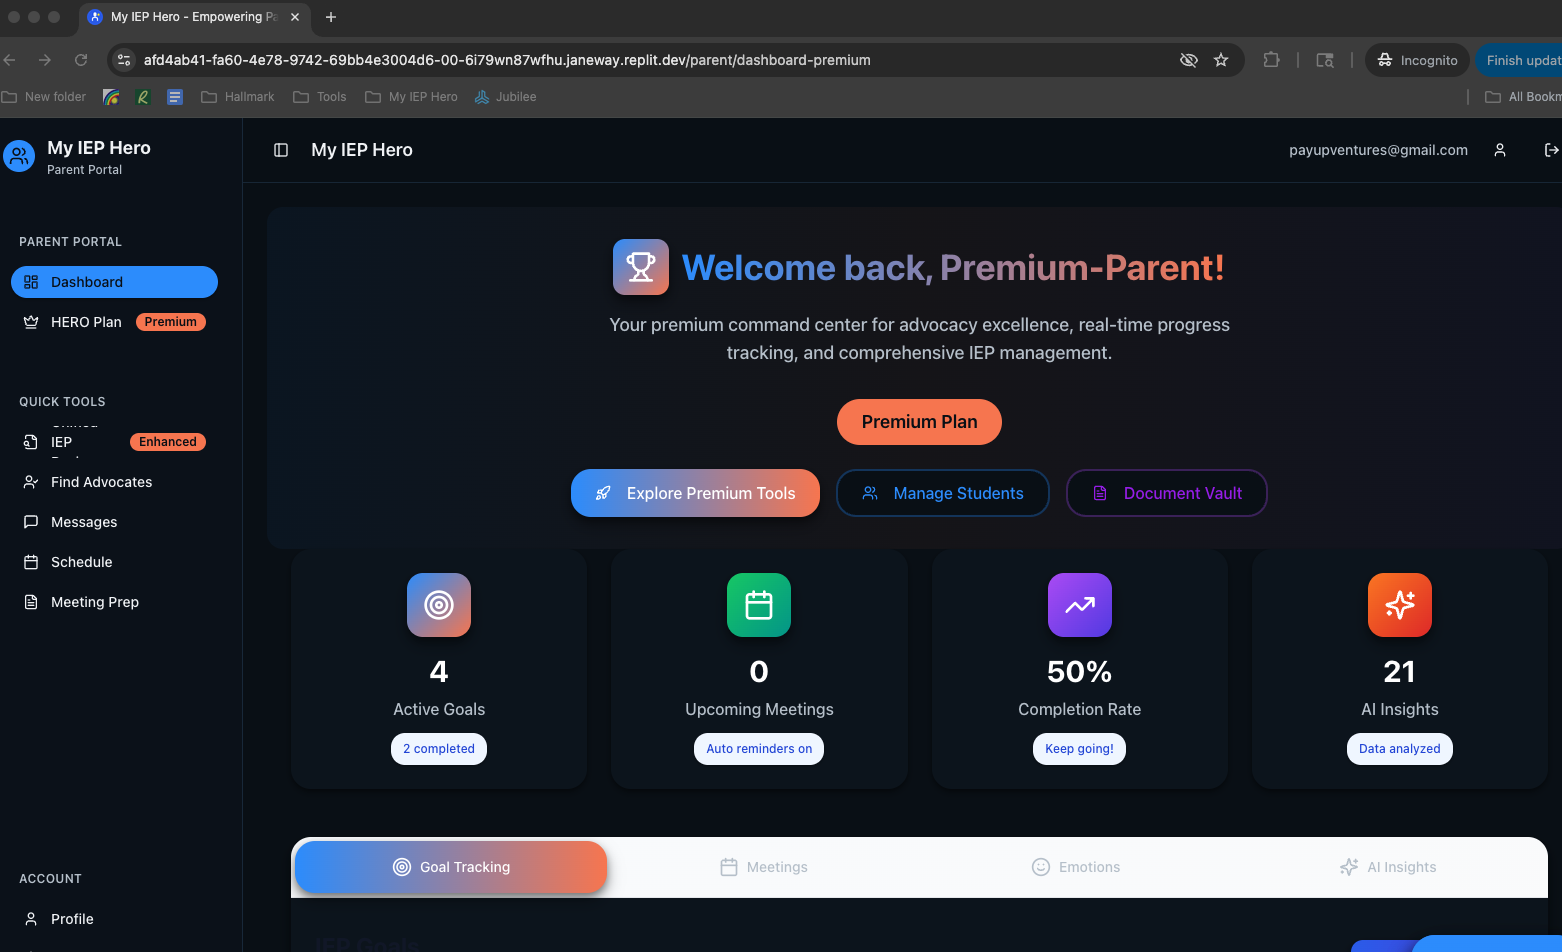 My IEP Hero - Empowering Pa
afd4ab41-fa60-4e78-9742-69bb4e3004d6-00-6i79wn87wfhu.janeway.replit.dev/parent/dashboard-premium
Incognito
Finish updat
New folder
Hallmark
Tools
My IEP Hero
Jubilee
All Bookm
My IEP Hero
Parent Portal
My IEP Hero
payupventures@gmail.com
PARENT PORTAL
Dashboard
HERO Plan
Premium
QUICK TOOLS
IEP
Enhanced
Find Advocates
Messages
Schedule
Meeting Prep
ACCOUNT
Profile
Welcome back, Premium-Parent!
Your premium command center for advocacy excellence, real-time progress
tracking, and comprehensive IEP management.
Premium Plan
Explore Premium Tools
Manage Students
Document Vault
4
Active Goals
2 completed
0
Upcoming Meetings
Auto reminders on
50%
Completion Rate
Keep going!
21
AI Insights
Data analyzed
Goal Tracking
Meetings
Emotions
AI Insights
IEP Goals